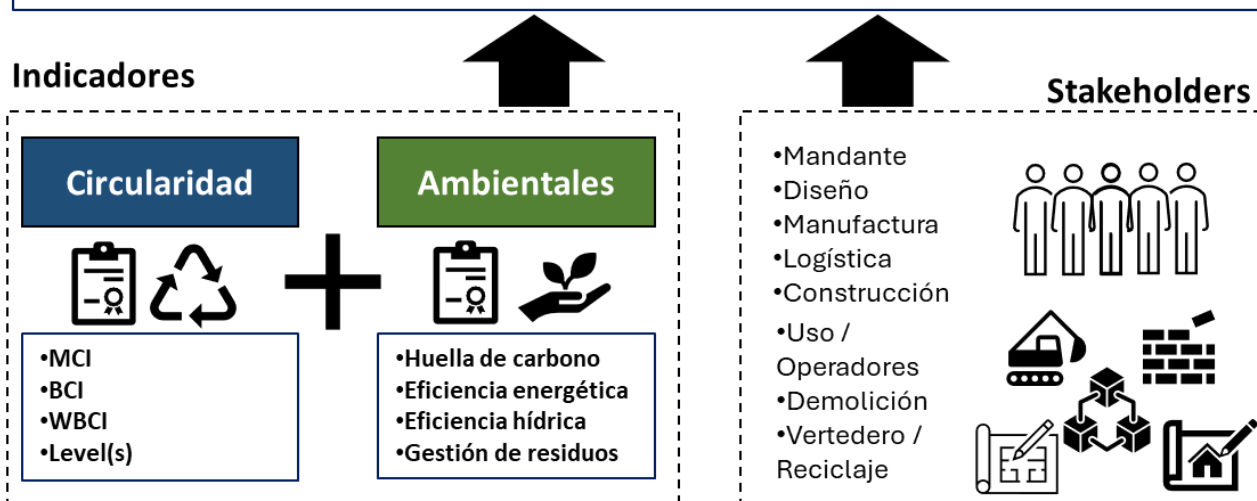 Indicadores
Stakeholders
Circularidad
Ambientales
•MCI
•BCI
•WBCI
•Level(s)
•Huella de carbono
•Eficiencia energética
•Eficiencia hídrica
•Gestión de residuos
•Mandante
•Diseño
•Manufactura
•Logística
•Construcción
•Uso /
Operadores
•Demolición
•Vertedero /
Reciclaje